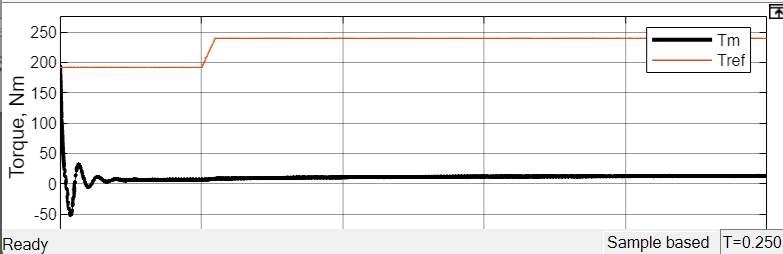 250
200
150
100
50
0
-50
Torque, Nm
Tm
Tref
Ready
Sample based
T=0.250